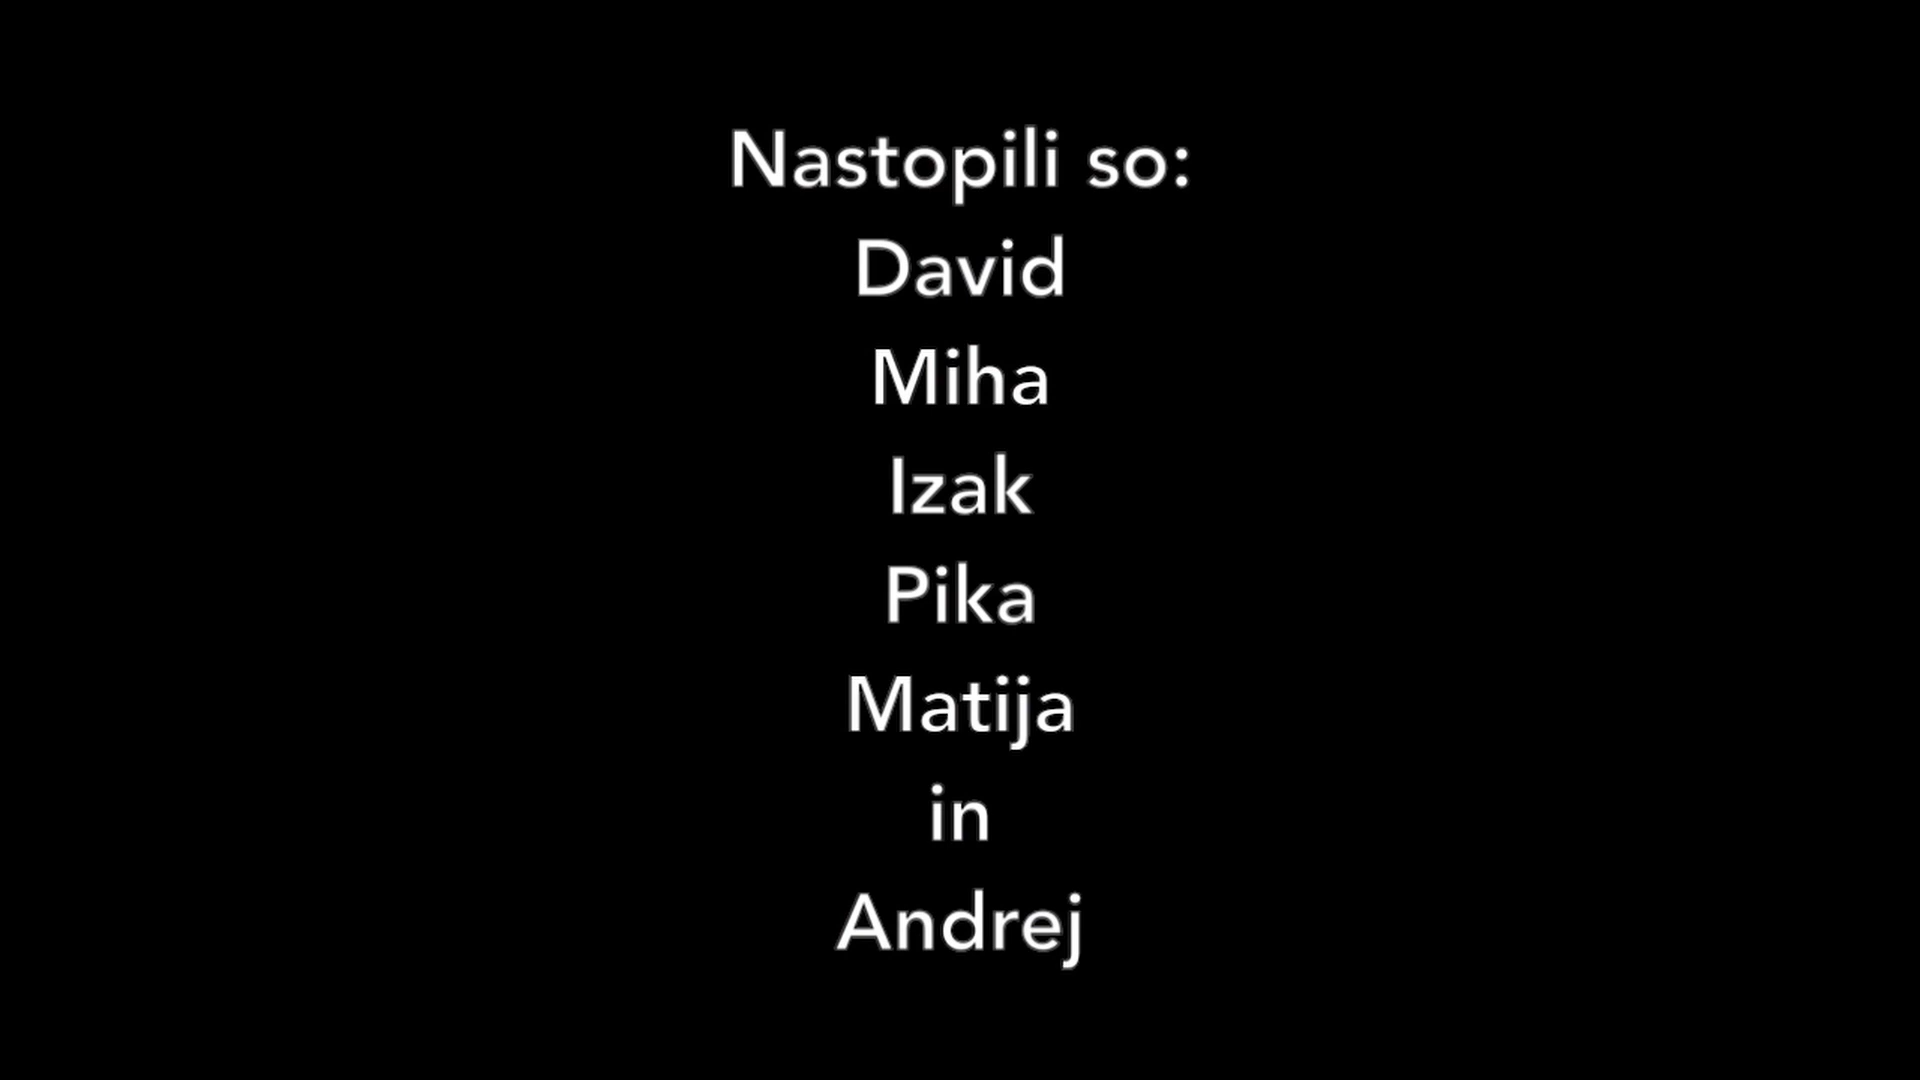 Nastopili so:
David
Miha
Izak
Pika
Matija
in
Andrej